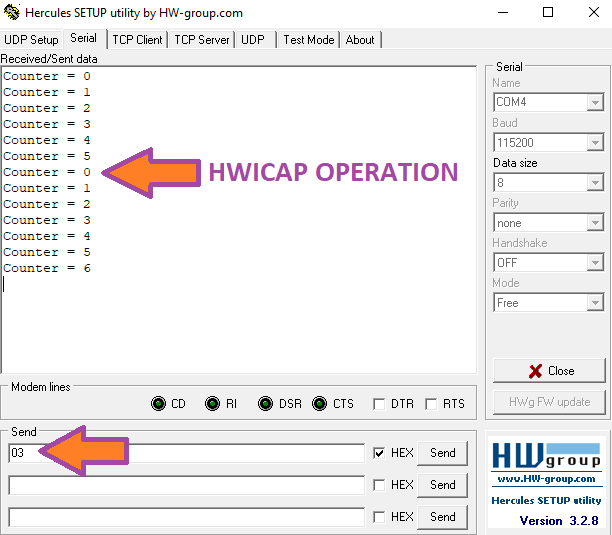 Hercules SETUP utility by HW-group.com
UDP Setup Serial TCP Client TCP Server UDP Test Mode About
Received/Sent data
Counter = 0
Counter = 1
Counter = 2
Counter = 3
Counter = 4
Counter = 5
Counter = 0
Counter = 1
Counter = 2
Counter = 3
Counter = 4
Counter = 5
Counter = 6
HWICAP OPERATION
Serial
Name
COM4
Baud
115200
Data size
8
Parity
none
Handshake
OFF
Mode
Free
Close
HWg FW update
Modem lines
CD RI DSR CTS DTR RTS
Send
03 HEX Send
HEX Send
HEX Send
HW group
www.HW-group.com
Hercules SETUP utility
Version 3.2.8